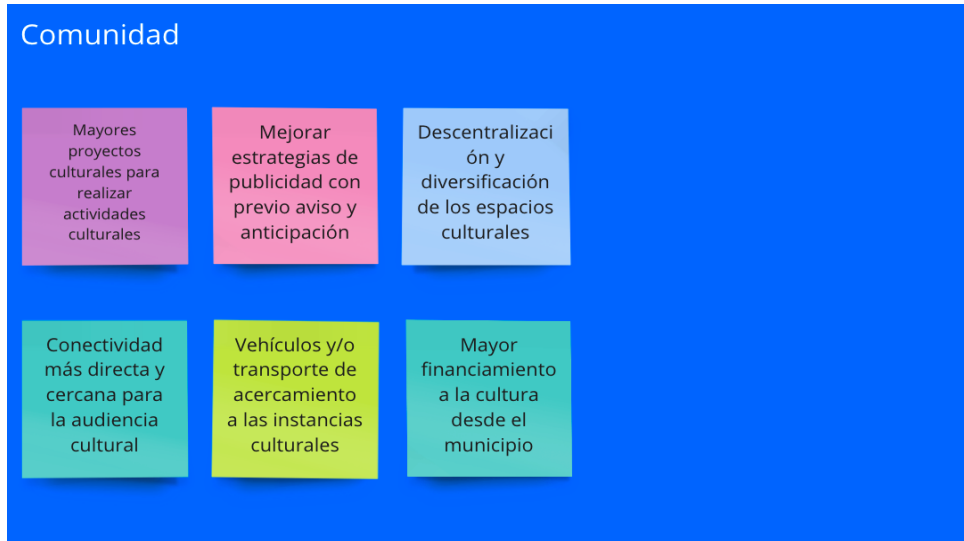 Comunidad
Mayores
proyectos
culturales para
realizar
actividades
culturales
Mejorar
estrategias de
publicidad con
previo aviso y
anticipación
Descentralizaci
ón y
diversificación
de los espacios
culturales
Conectividad
más directa y
cercana para
la audiencia
cultural
Vehículos y/o
transporte de
acercamiento
a las instancias
culturales
Mayor
financiamiento
a la cultura
desde el
municipio